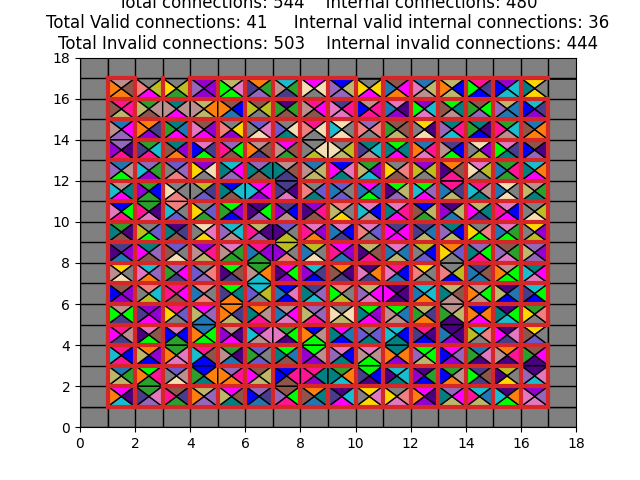 Total connections: 544    Internal connections: 480
Total Valid connections: 41    Internal valid internal connections: 36
Total Invalid connections: 503    Internal invalid connections: 444
18
16
14
12
10
8
6
4
2
0
0 2 4 6 8 10 12 14 16 18